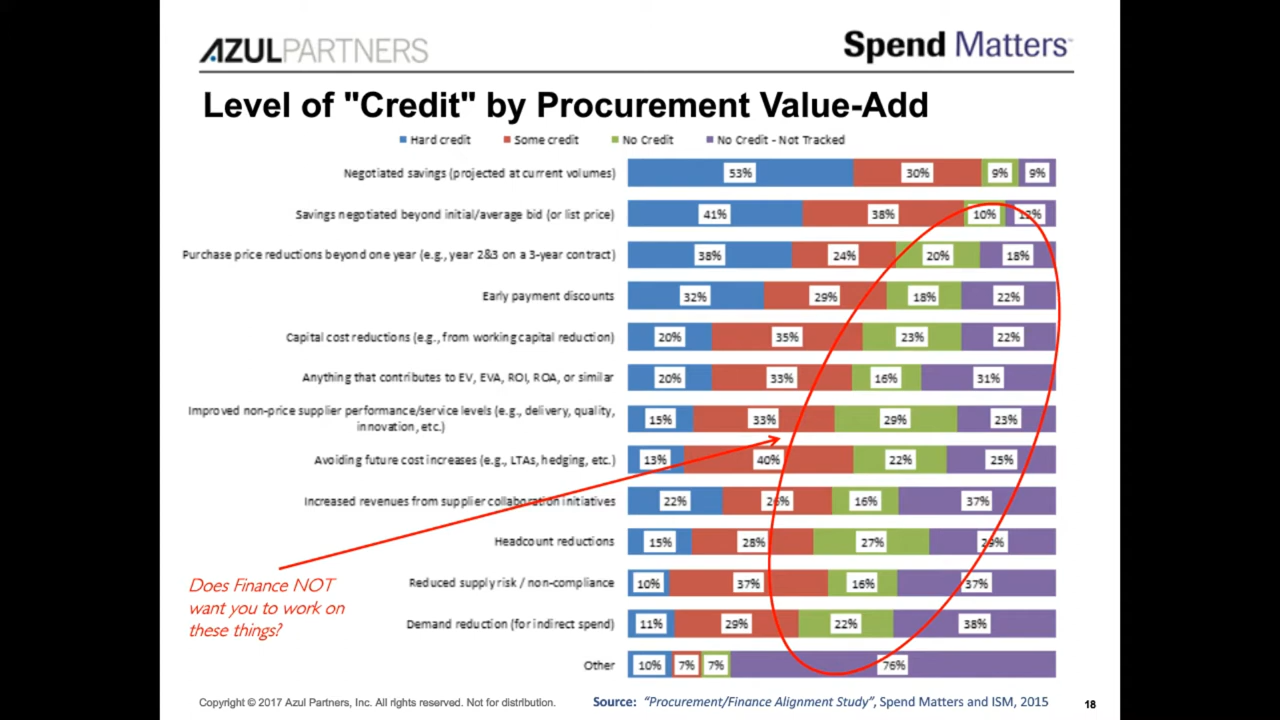 AZULPARTNERS
Spend Matters™
Level of "Credit" by Procurement Value-Add
Hard credit Some credit No Credit No Credit - Not Tracked
Negotiated savings (projected at current volumes) 53% 30% 9% 9%
Savings negotiated beyond initial/average bid (or list price) 41% 38% 10% 12%
Purchase price reductions beyond one year (e.g., year 2&3 on a 3-year contract) 38% 24% 20% 18%
Early payment discounts 32% 29% 18% 22%
Capital cost reductions (e.g., from working capital reduction) 20% 35% 23% 22%
Anything that contributes to EV, EVA, ROI, ROA, or similar 20% 33% 16% 31%
Improved non-price supplier performance/service levels (e.g., delivery, quality,
innovation, etc.) 15% 33% 29% 23%
Avoiding future cost increases (e.g., LTAs, hedging, etc.) 13% 40% 22% 25%
Increased revenues from supplier collaboration initiatives 22% 26% 16% 37%
Headcount reductions 15% 28% 27% 29%
Reduced supply risk / non-compliance 10% 37% 16% 37%
Demand reduction (for indirect spend) 11% 29% 22% 38%
Other 10% 7% 7% 76%
Does Finance NOT
want you to work on
these things?
Copyright © 2017 Azul Partners, Inc. All rights reserved. Not for distribution.
Source: “Procurement/Finance Alignment Study”, Spend Matters and ISM, 2015
18